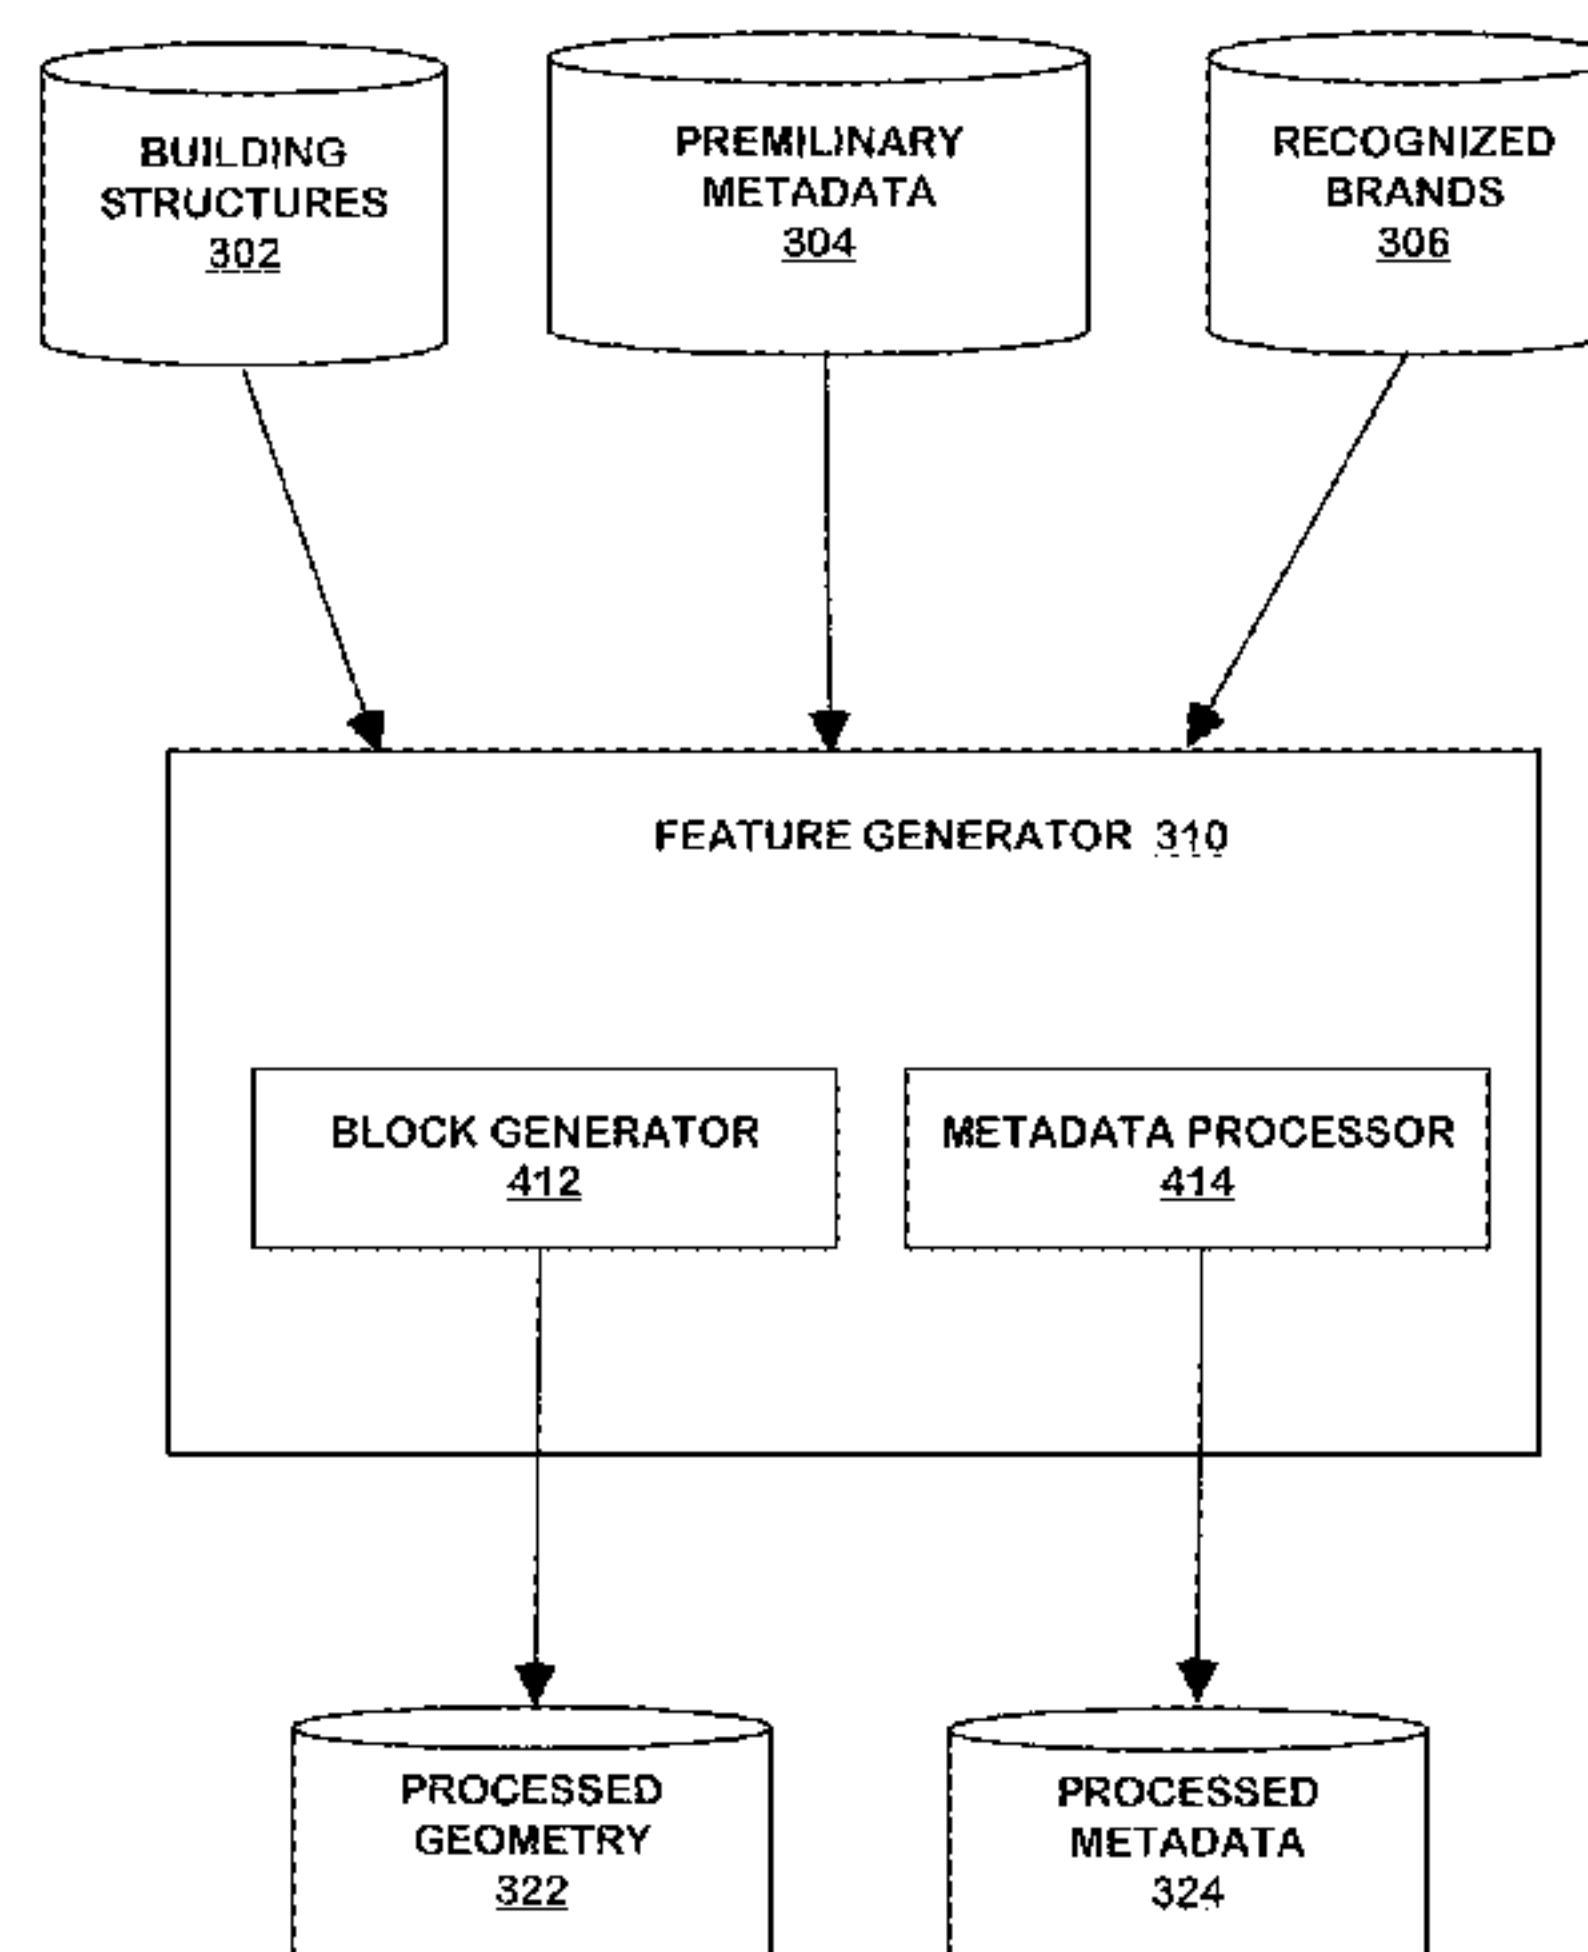 BUILDING
STRUCTURES
302
PREMILINARY
METADATA
304
RECOGNIZED
BRANDS
306
FEATURE GENERATOR 310
BLOCK GENERATOR
412
METADATA PROCESSOR
414
PROCESSED
GEOMETRY
322
PROCESSED
METADATA
324